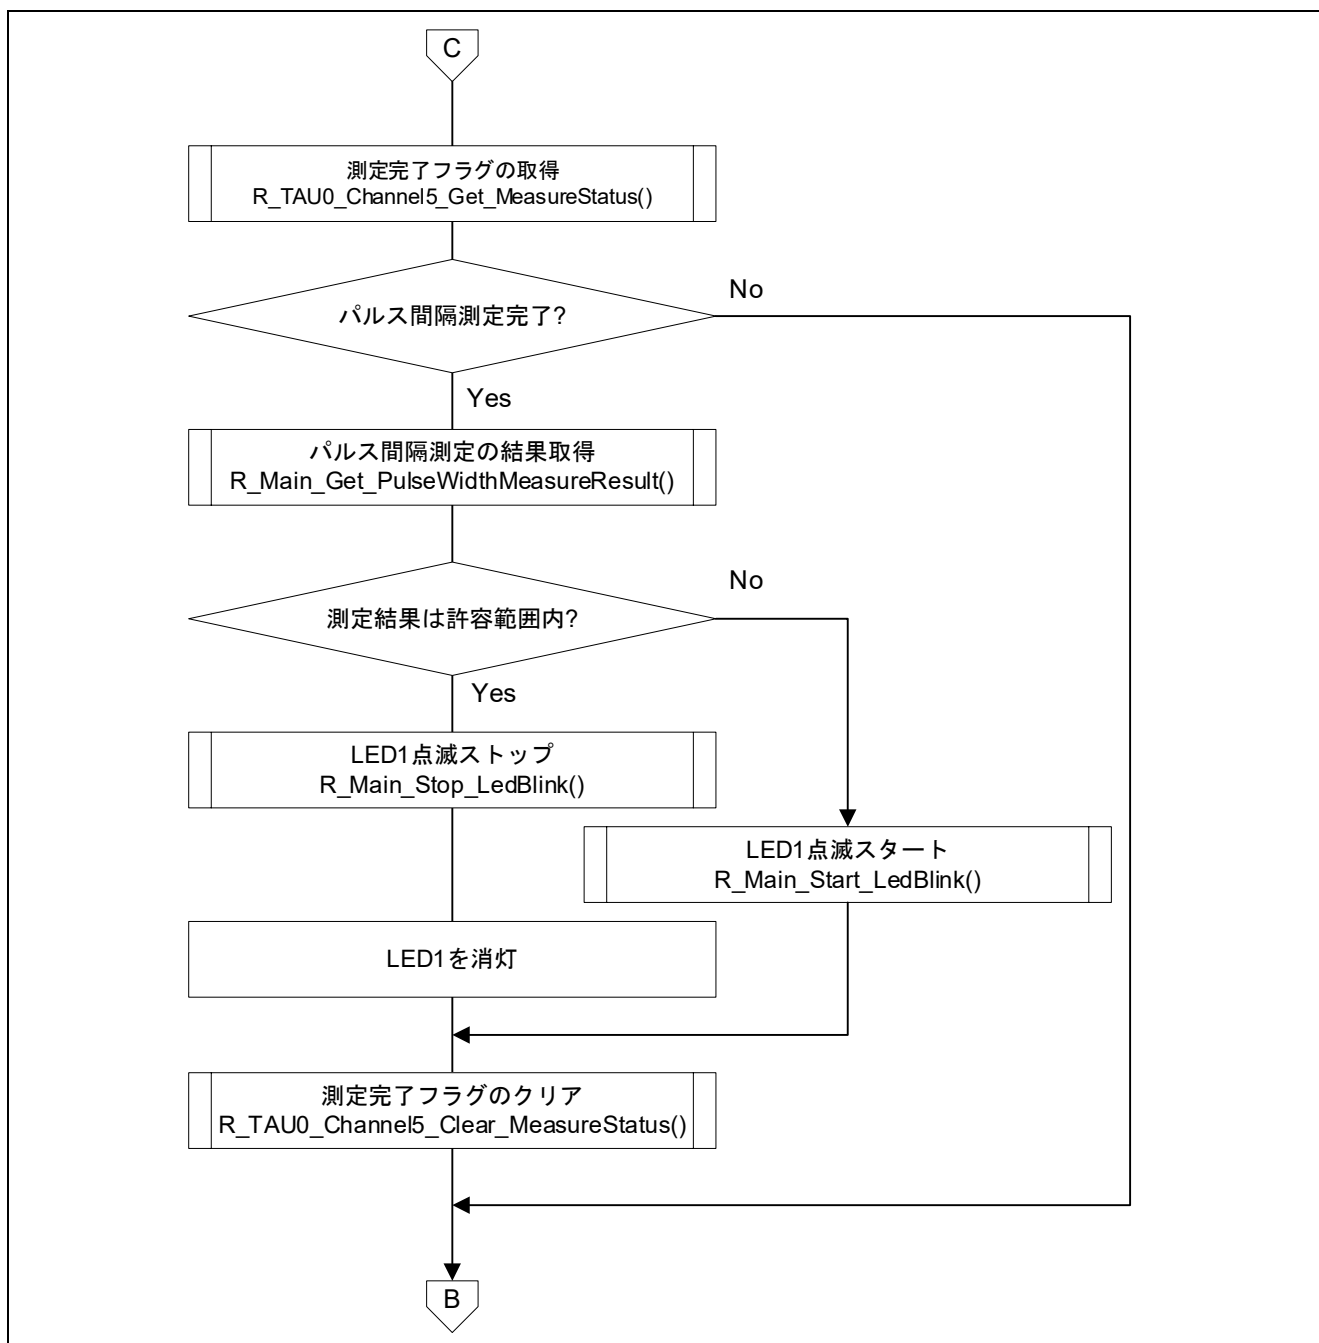 C
測定完了フラグの取得
R_TAU0_Channel5_Get_MeasureStatus()
No
パルス間隔測定完了?
Yes
パルス間隔測定の結果取得
R_Main_Get_PulseWidthMeasureResult()
No
測定結果は許容範囲内?
Yes
LED1点滅ストップ
R_Main_Stop_LedBlink()
LED1点滅スタート
R_Main_Start_LedBlink()
LED1を消灯
測定完了フラグのクリア
R_TAU0_Channel5_Clear_MeasureStatus()
B